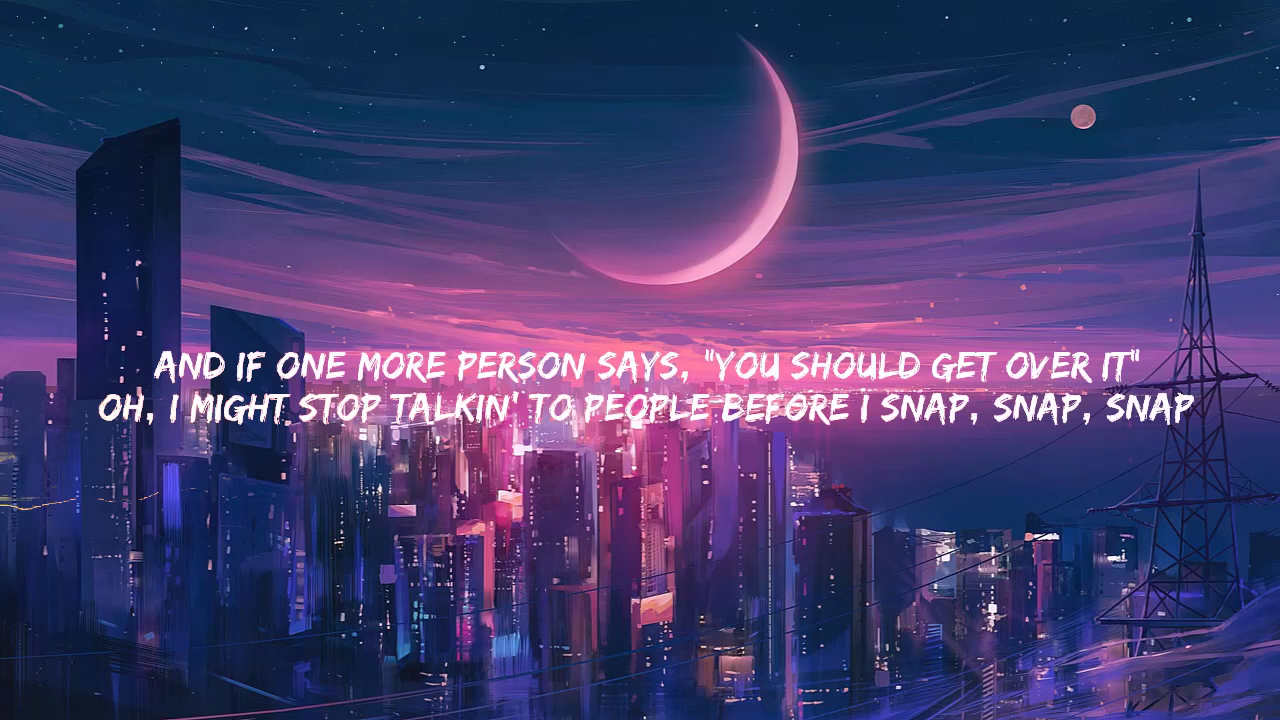 AND IF ONE MORE PERSON SAYS, "YOU SHOULD GET OVER IT"
OH, I MIGHT STOP TALKIN' TO PEOPLE BEFORE I SNAP, SNAP, SNAP